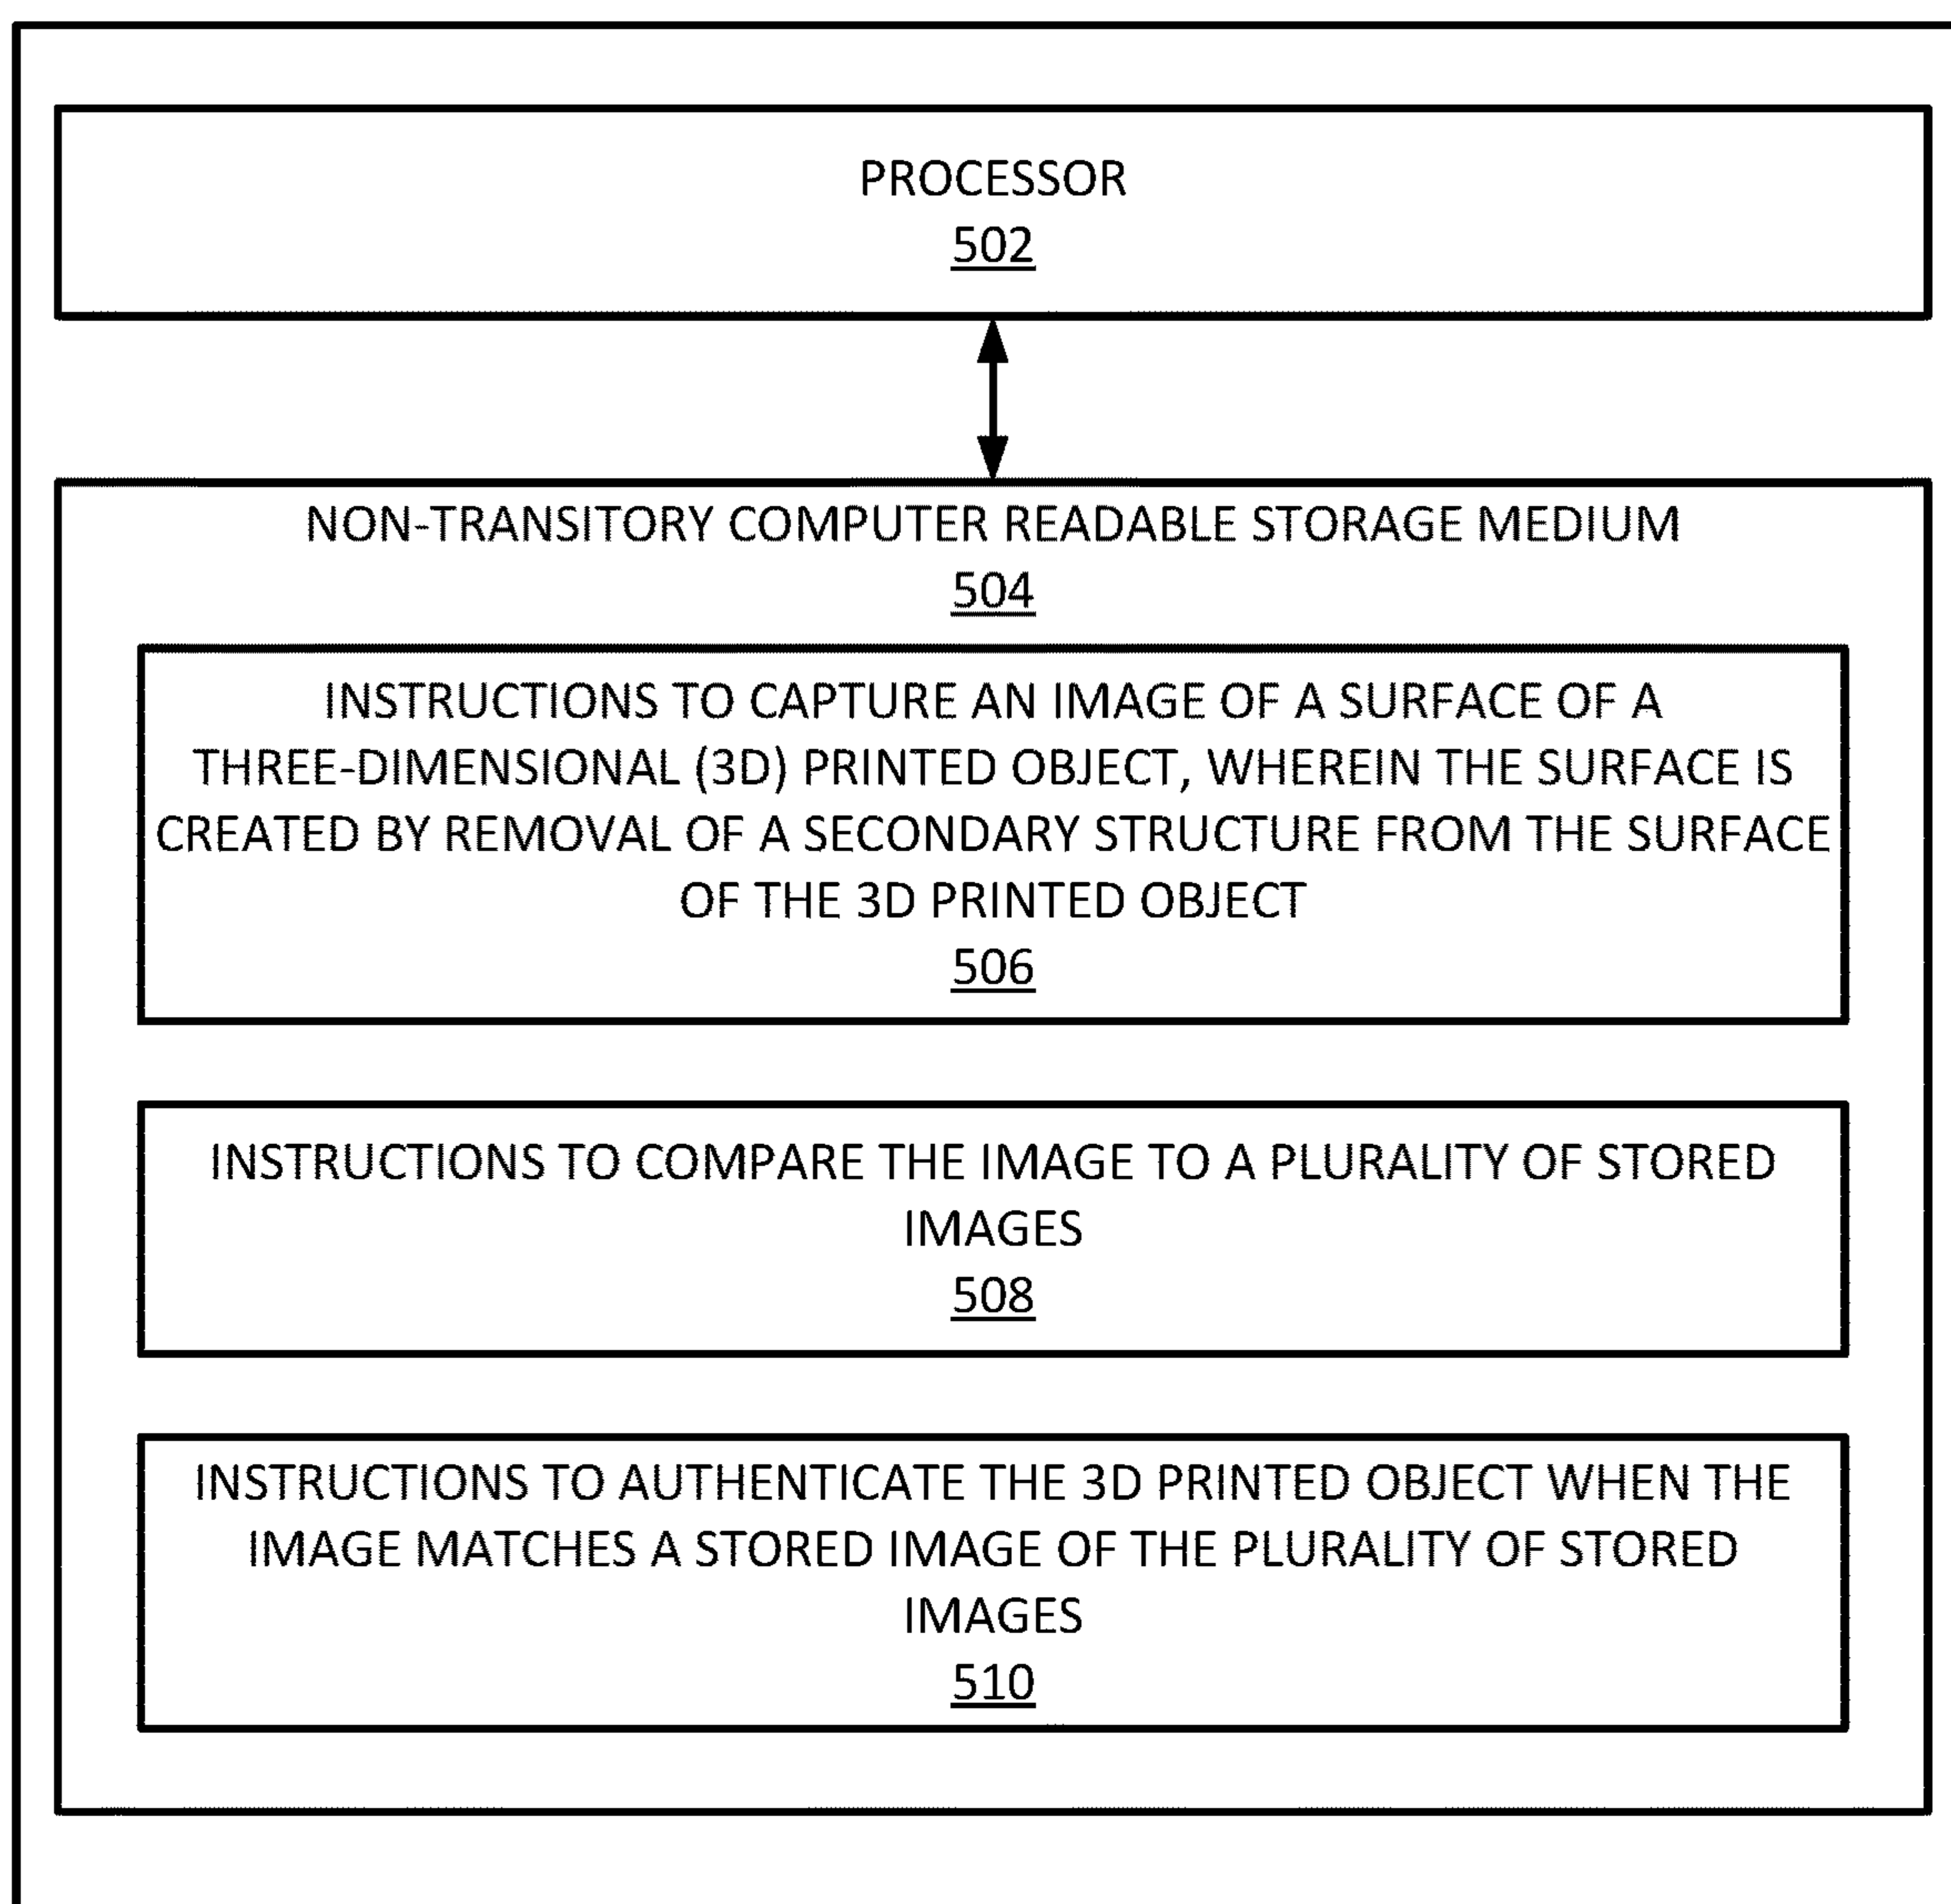 PROCESSOR
502
NON-TRANSITORY COMPUTER READABLE STORAGE MEDIUM
504
INSTRUCTIONS TO CAPTURE AN IMAGE OF A SURFACE OF A
THREE-DIMENSIONAL (3D) PRINTED OBJECT, WHEREIN THE SURFACE IS
CREATED BY REMOVAL OF A SECONDARY STRUCTURE FROM THE SURFACE
OF THE 3D PRINTED OBJECT
506
INSTRUCTIONS TO COMPARE THE IMAGE TO A PLURALITY OF STORED
IMAGES
508
INSTRUCTIONS TO AUTHENTICATE THE 3D PRINTED OBJECT WHEN THE
IMAGE MATCHES A STORED IMAGE OF THE PLURALITY OF STORED
IMAGES
510